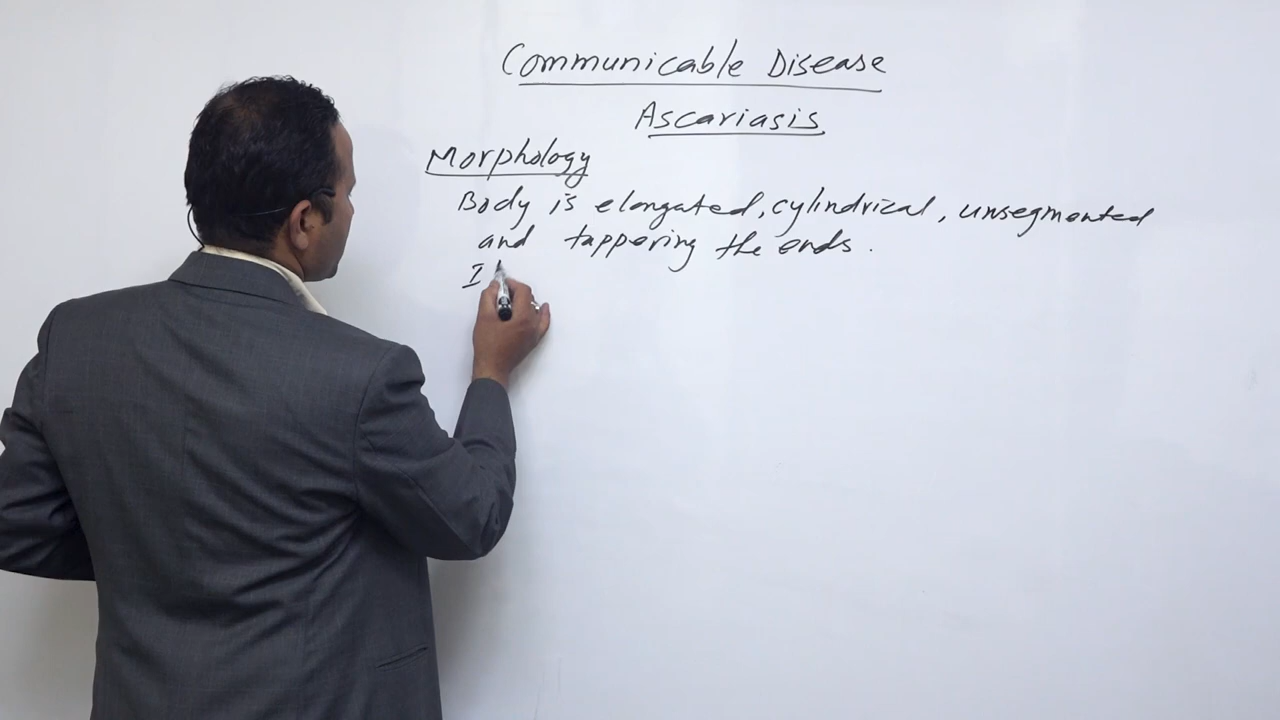 Communicable Disease
Ascariasis
Morphology
Body is elongated, cylindrical, unsegmented
and tappering the ends.
I